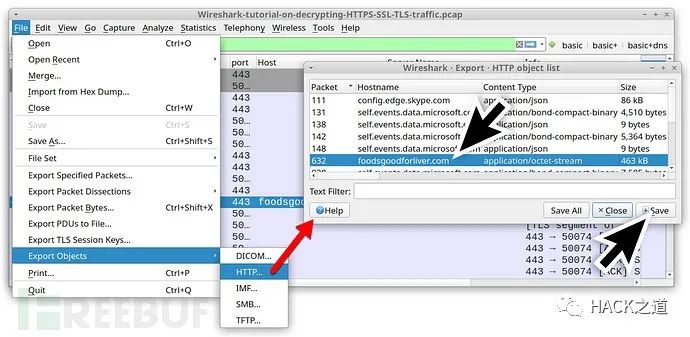 Wireshark-tutorial-on-decrypting-HTTPS-SSL-TLS-traffic.pcap
File Edit View Go Capture Analyze Statistics Telephony Wireless Tools Help
Open Ctrl+O
Open Recent
Merge...
Import from Hex Dump...
Close Ctrl+W
Save Ctrl+S
Save As... Ctrl+Shift+S
File Set
Export Specified Packets...
Export Packet Dissections
Export Packet Bytes... Ctrl+Shift+X
Export PDUs to File...
Export TLS Session Keys...
Export Objects
Print... Ctrl+P
Quit Ctrl+Q
DICOM...
HTTP...
IMF...
SMB...
TFTP...
basic basic+ basic+dns
port Host
443
50...
443
50...
443 foodsgo
50...
443
50...
443
50...
Wireshark · Export · HTTP object list
Packet Hostname Content Type Size
111 config.edge.skype.com application/json 86 kB
131 self.events.data.microsoft.com application/bond-compact-binary 4,510 bytes
138 self.events.data.microsoft.com application/json 9 bytes
142 self.events.data.microsoft. application/bond-compact-binary 5,364 bytes
148 self.events.data.microsoft.com application/json 9 bytes
632 foodsgoodforliver.com application/octet-stream 463 kB
Text Filter:
Help Save All Close Save
[TLS segment of
443 → 50074 [ACK] S
443 → 50074 [ACK] S
443 → 50074 [ACK] S
FREEBUF
HACK之道